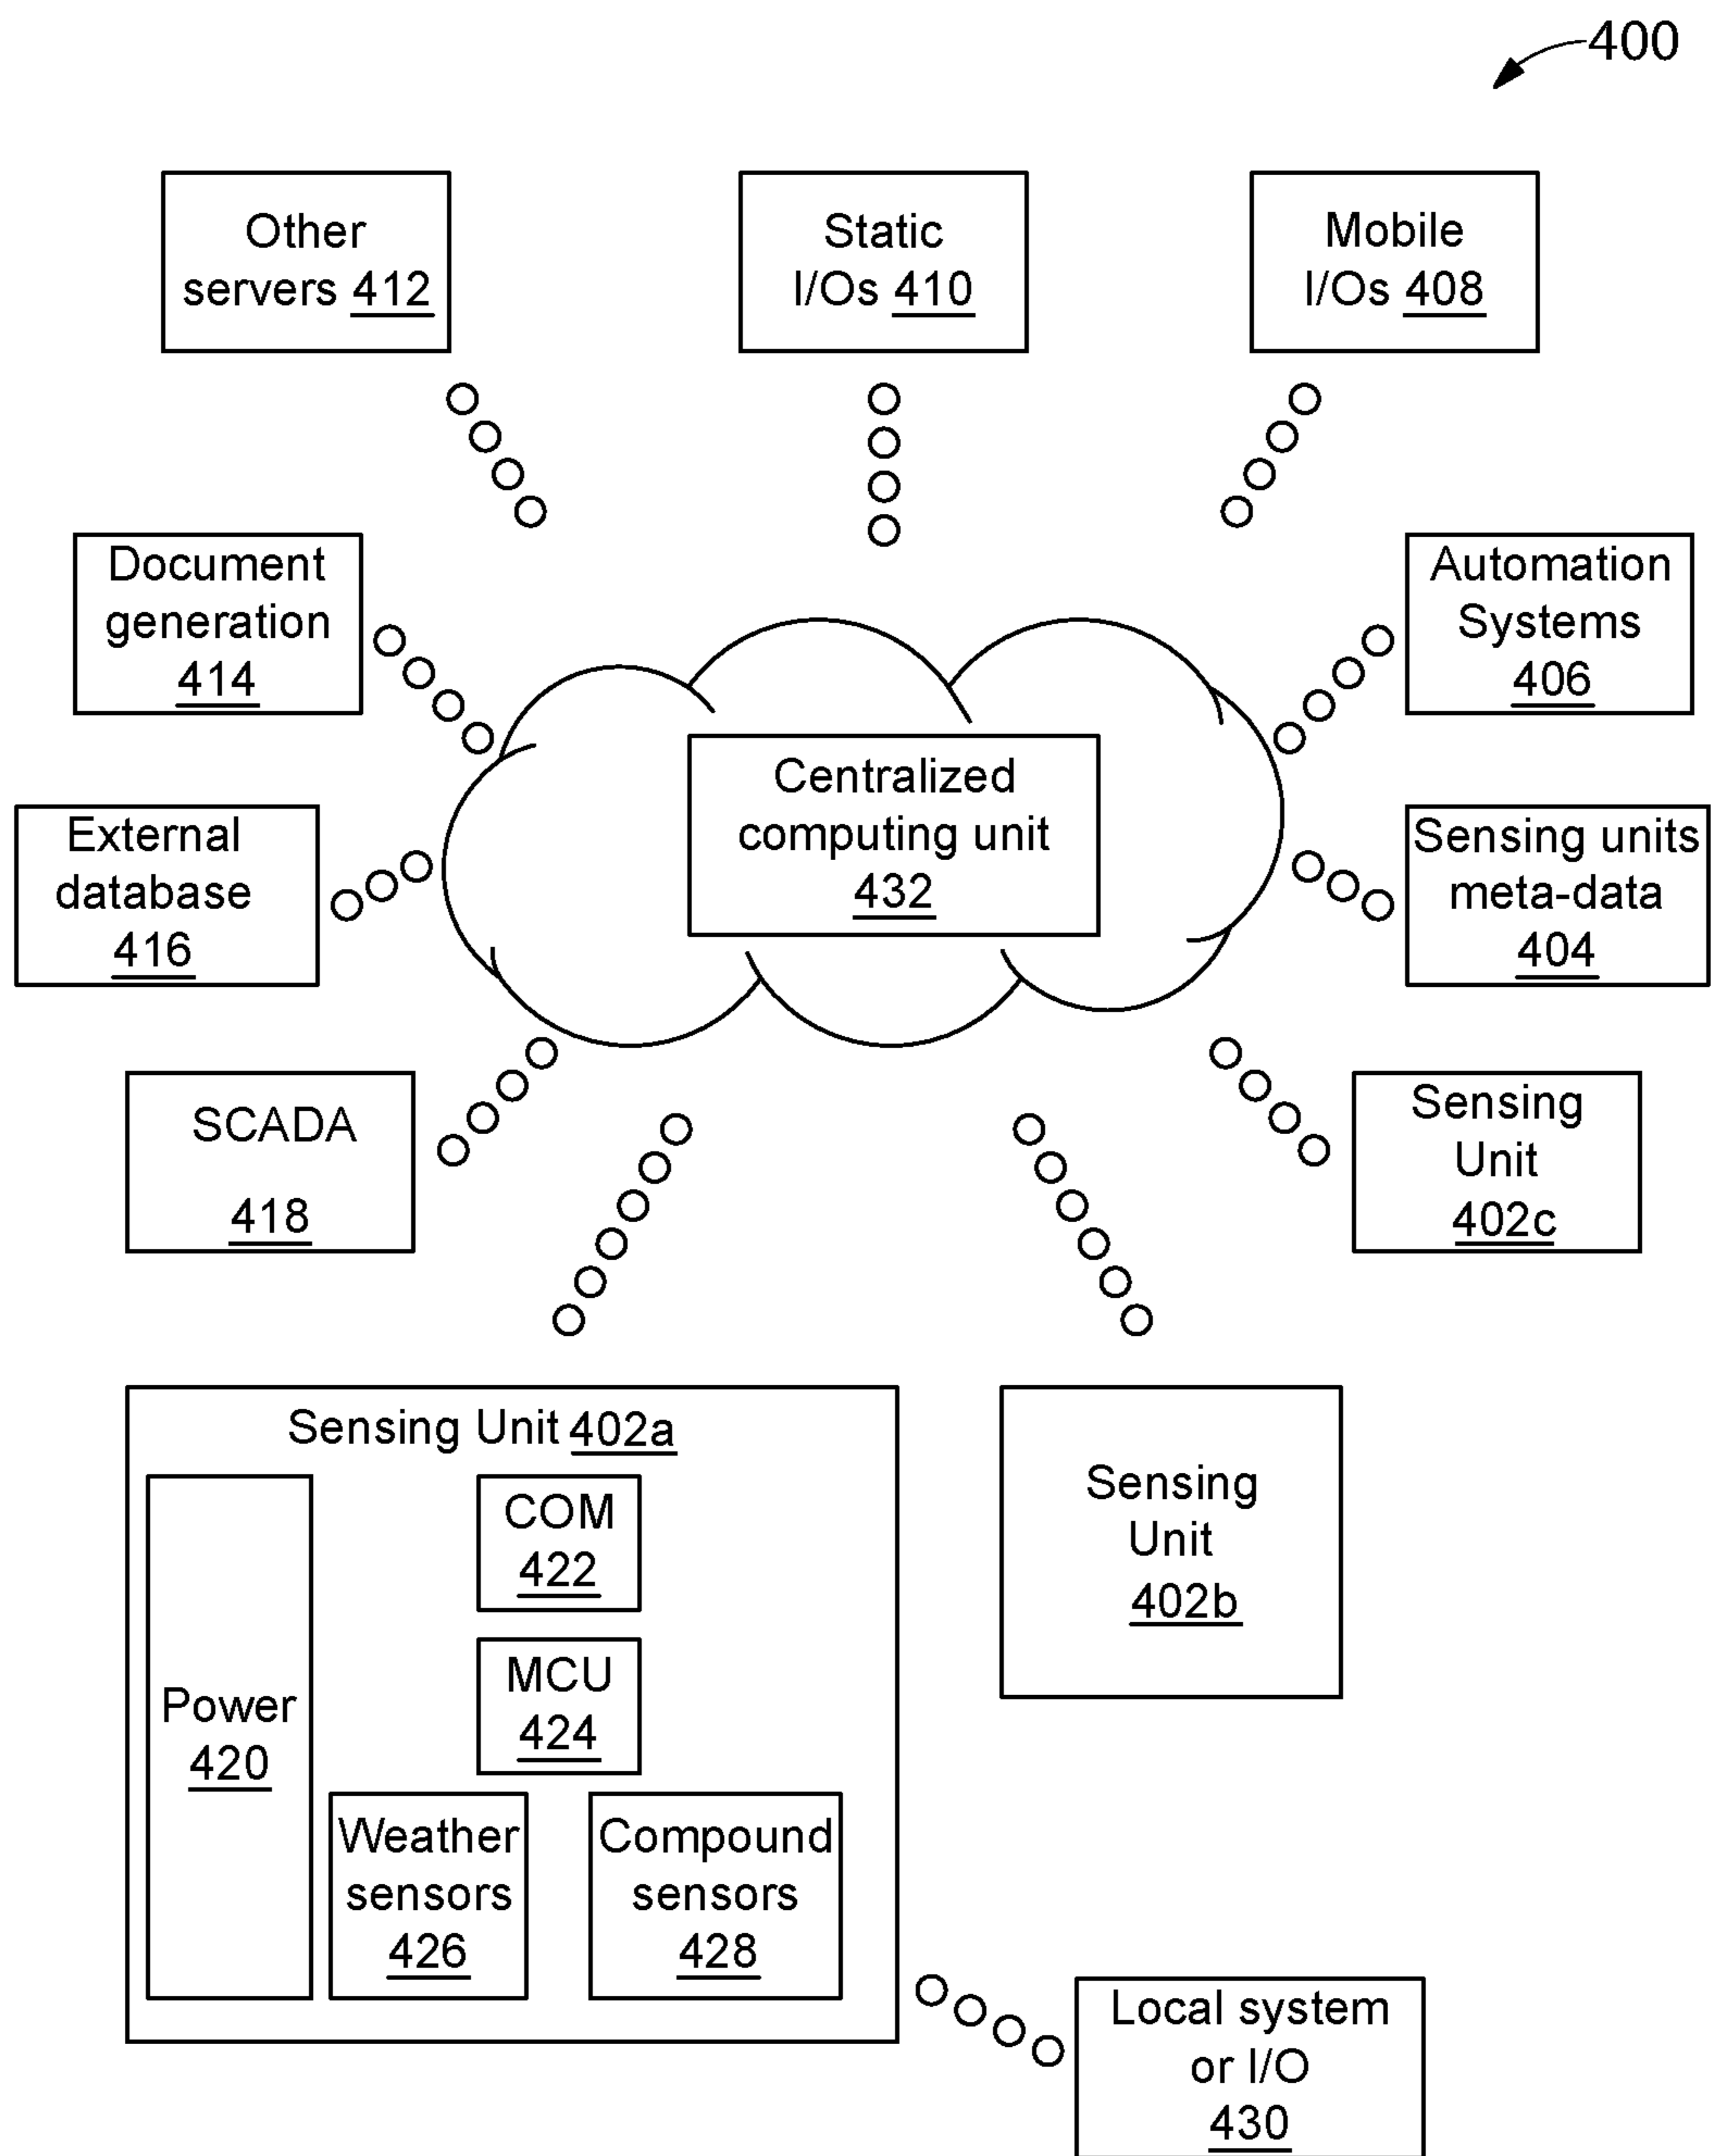 400
Other
servers 412
Static
I/Os 410
Mobile
I/Os 408
Document
generation
414
Automation
Systems
406
Centralized
computing unit
432
External
database
416
Sensing units
meta-data
404
SCADA
418
Sensing
Unit
402c
Sensing Unit 402a
COM
422
MCU
424
Power
420
Weather
sensors
426
Compound
sensors
428
Sensing
Unit
402b
Local system
or I/O
430